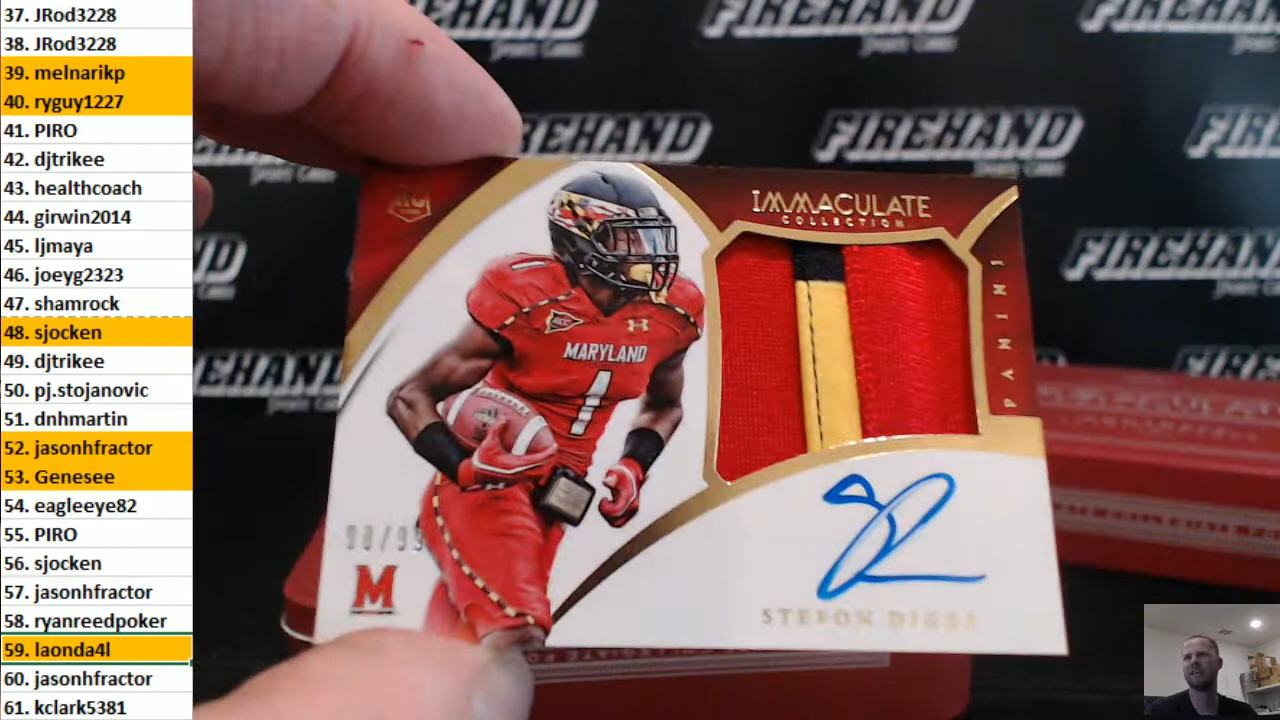 37. JRod3228
38. JRod3228
39. melnarikp
40. ryguy1227
41. PIRO
42. djtrikee
43. healthcoach
44. girwin2014
45. ljmaya
46. joeyg2323
47. shamrock
48. sjocken
49. djtrikee
50. pj.stojanovic
51. dnhmartin
52. jasonhfractor
53. Genesee
54. eagleeye82
55. PIRO
56. sjocken
57. jasonhfractor
58. ryanreedpoker
59. laonda4l
60. jasonhfractor
61. kclark5381
FIREHAND
FIREHAND
FIREHAND
FIREHAND
FIREHAND
IMMACULATE
COLLECTION
PANINI
ACC
MARYLAND
1
1
M
STEFON DIGGS